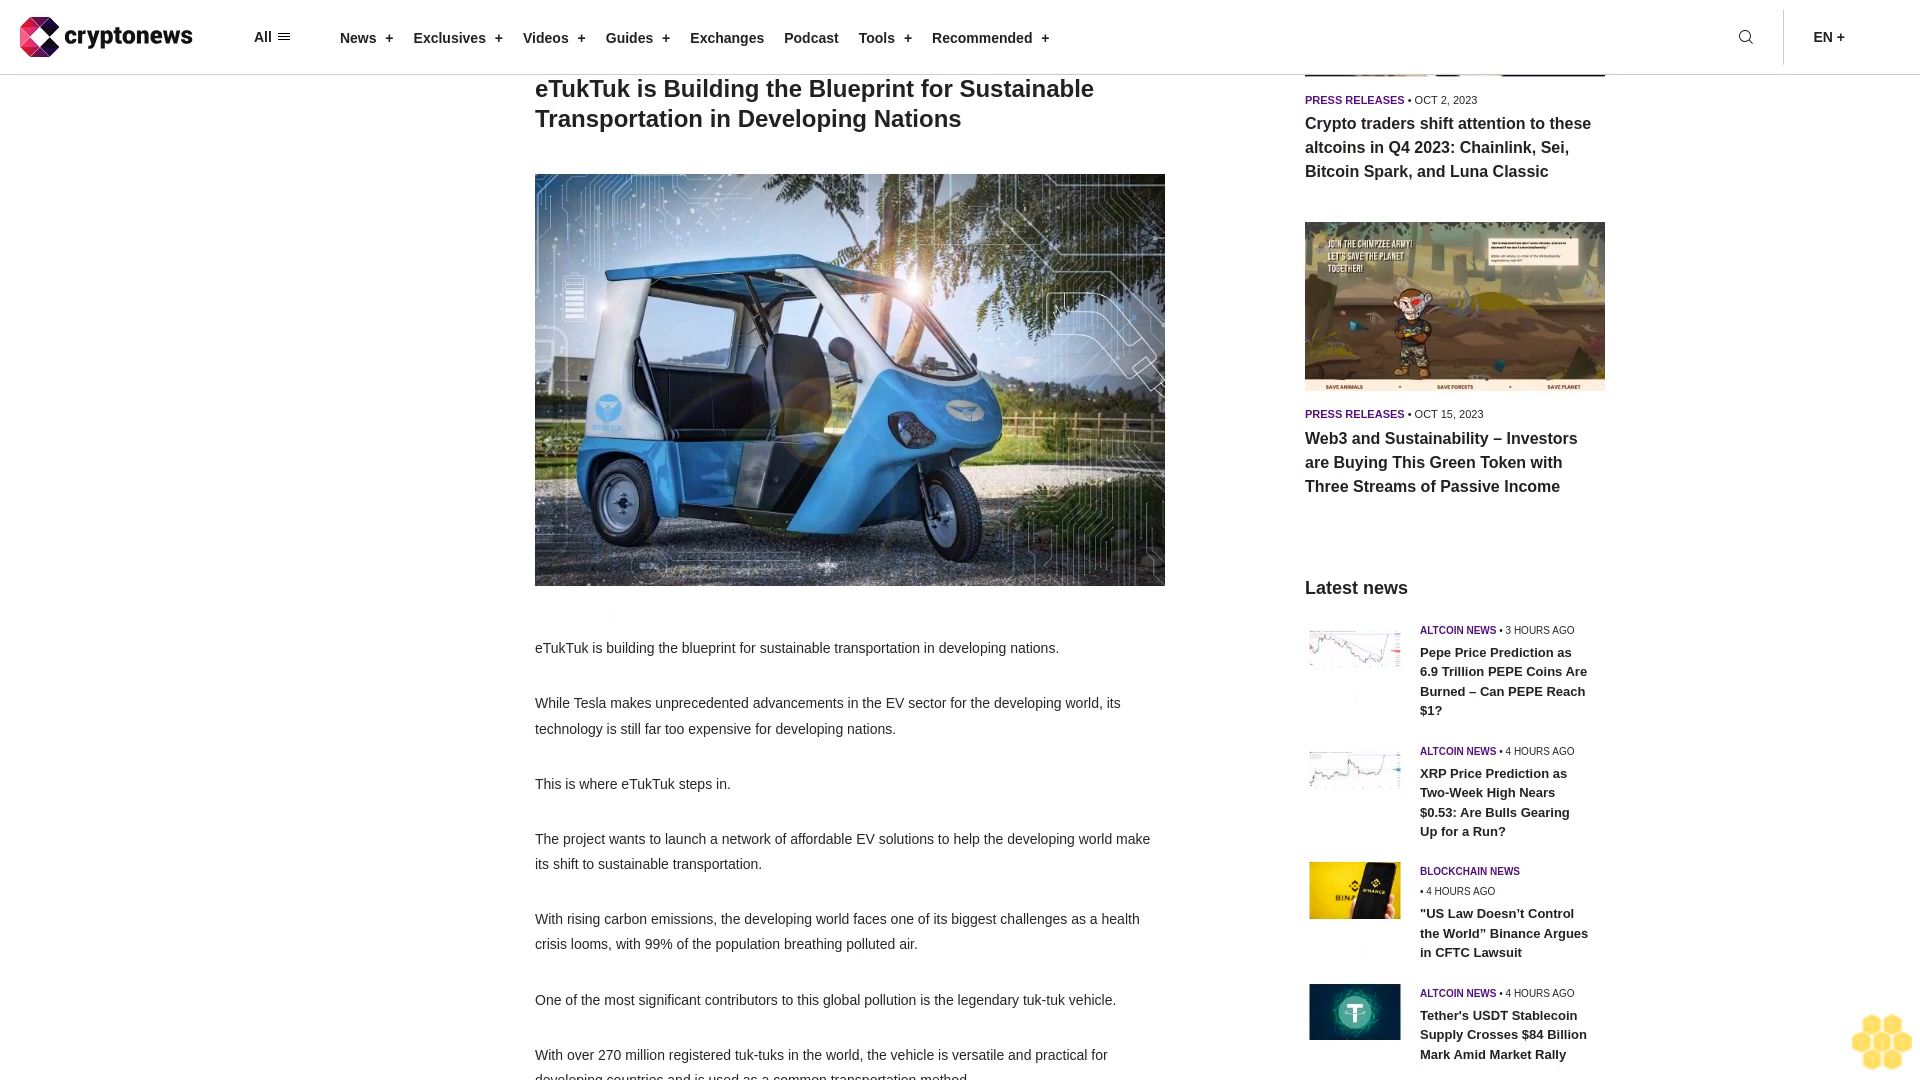 cryptonews
All
News +
Exclusives +
Videos +
Guides +
Exchanges
Podcast
Tools +
Recommended +
EN +
eTukTuk is Building the Blueprint for Sustainable
Transportation in Developing Nations
eTukTuk is building the blueprint for sustainable transportation in developing nations.
While Tesla makes unprecedented advancements in the EV sector for the developing world, its
technology is still far too expensive for developing nations.
This is where eTukTuk steps in.
The project wants to launch a network of affordable EV solutions to help the developing world make
its shift to sustainable transportation.
With rising carbon emissions, the developing world faces one of its biggest challenges as a health
crisis looms, with 99% of the population breathing polluted air.
One of the most significant contributors to this global pollution is the legendary tuk-tuk vehicle.
With over 270 million registered tuk-tuks in the world, the vehicle is versatile and practical for
developing countries and is used as a common transportation method.
PRESS RELEASES • OCT 2, 2023
Crypto traders shift attention to these
altcoins in Q4 2023: Chainlink, Sei,
Bitcoin Spark, and Luna Classic
JOIN THE CHIMPZEE ARMY!
LET'S SAVE THE PLANET
TOGETHER!
SAVE ANIMALS • SAVE FORESTS • SAVE PLANET
PRESS RELEASES • OCT 15, 2023
Web3 and Sustainability – Investors
are Buying This Green Token with
Three Streams of Passive Income
Latest news
ALTCOIN NEWS • 3 HOURS AGO
Pepe Price Prediction as
6.9 Trillion PEPE Coins Are
Burned – Can PEPE Reach
$1?
ALTCOIN NEWS • 4 HOURS AGO
XRP Price Prediction as
Two-Week High Nears
$0.53: Are Bulls Gearing
Up for a Run?
BINANCE
BLOCKCHAIN NEWS
• 4 HOURS AGO
"US Law Doesn’t Control
the World” Binance Argues
in CFTC Lawsuit
ALTCOIN NEWS • 4 HOURS AGO
Tether's USDT Stablecoin
Supply Crosses $84 Billion
Mark Amid Market Rally